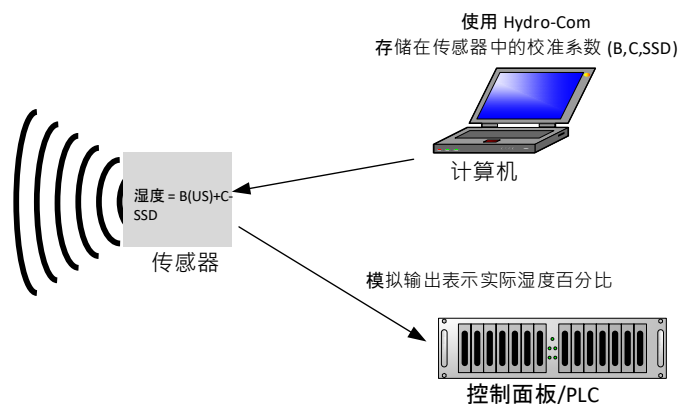 使用 Hydro-Com
存储在传感器中的校准系数 (B,C,SSD)
计算机
湿度 = B(US)+C-
SSD
传感器
模拟输出表示实际湿度百分比
控制面板/PLC